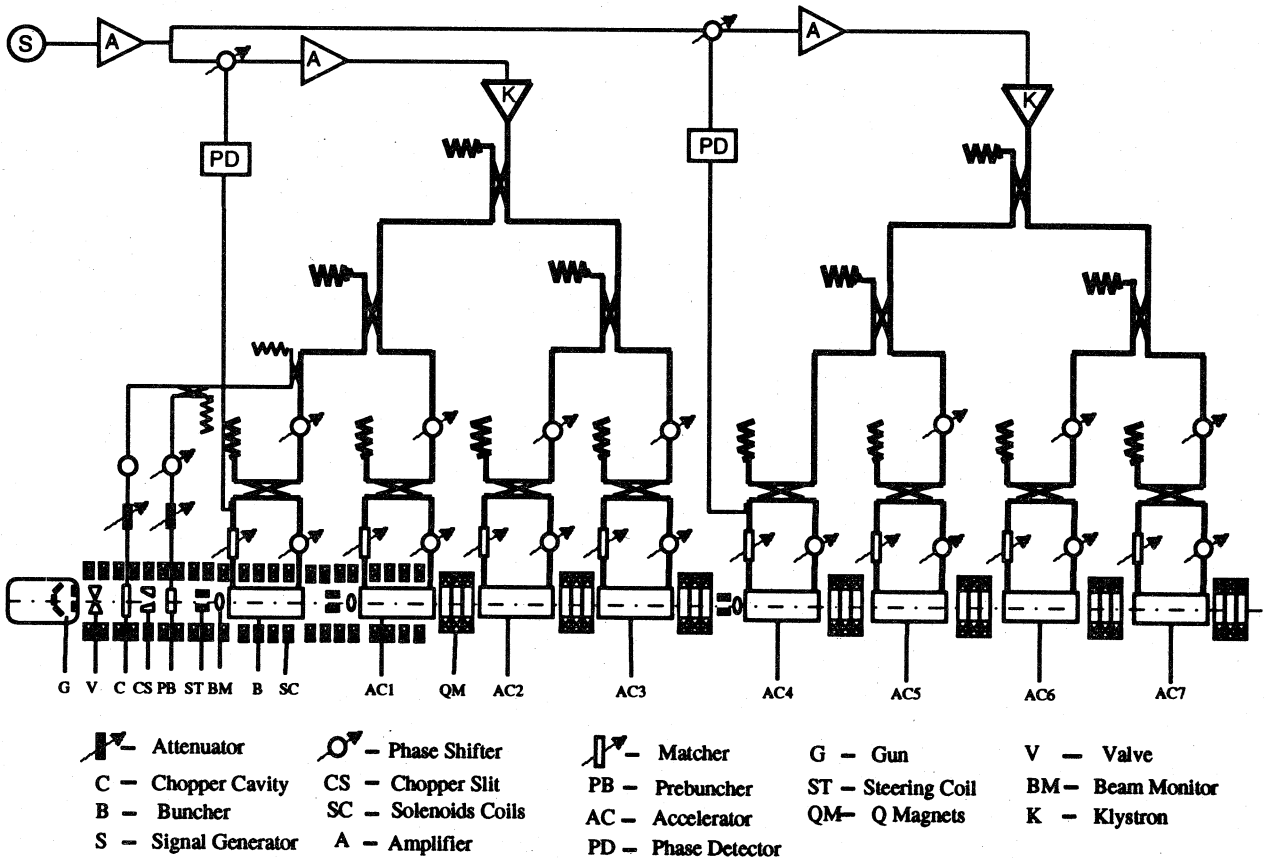 S
A
A
A
K
K
PD
PD
G V C CS PB ST BM B SC AC1 QM AC2 AC3 AC4 AC5 AC6 AC7
– Attenuator – Phase Shifter – Matcher G – Gun V – Valve
C – Chopper Cavity CS – Chopper Slit PB – Prebuncher ST – Steering Coil BM – Beam Monitor
B – Buncher SC – Solenoids Coils AC – Accelerator QM – Q Magnets K – Klystron
S – Signal Generator A – Amplifier PD – Phase Detector